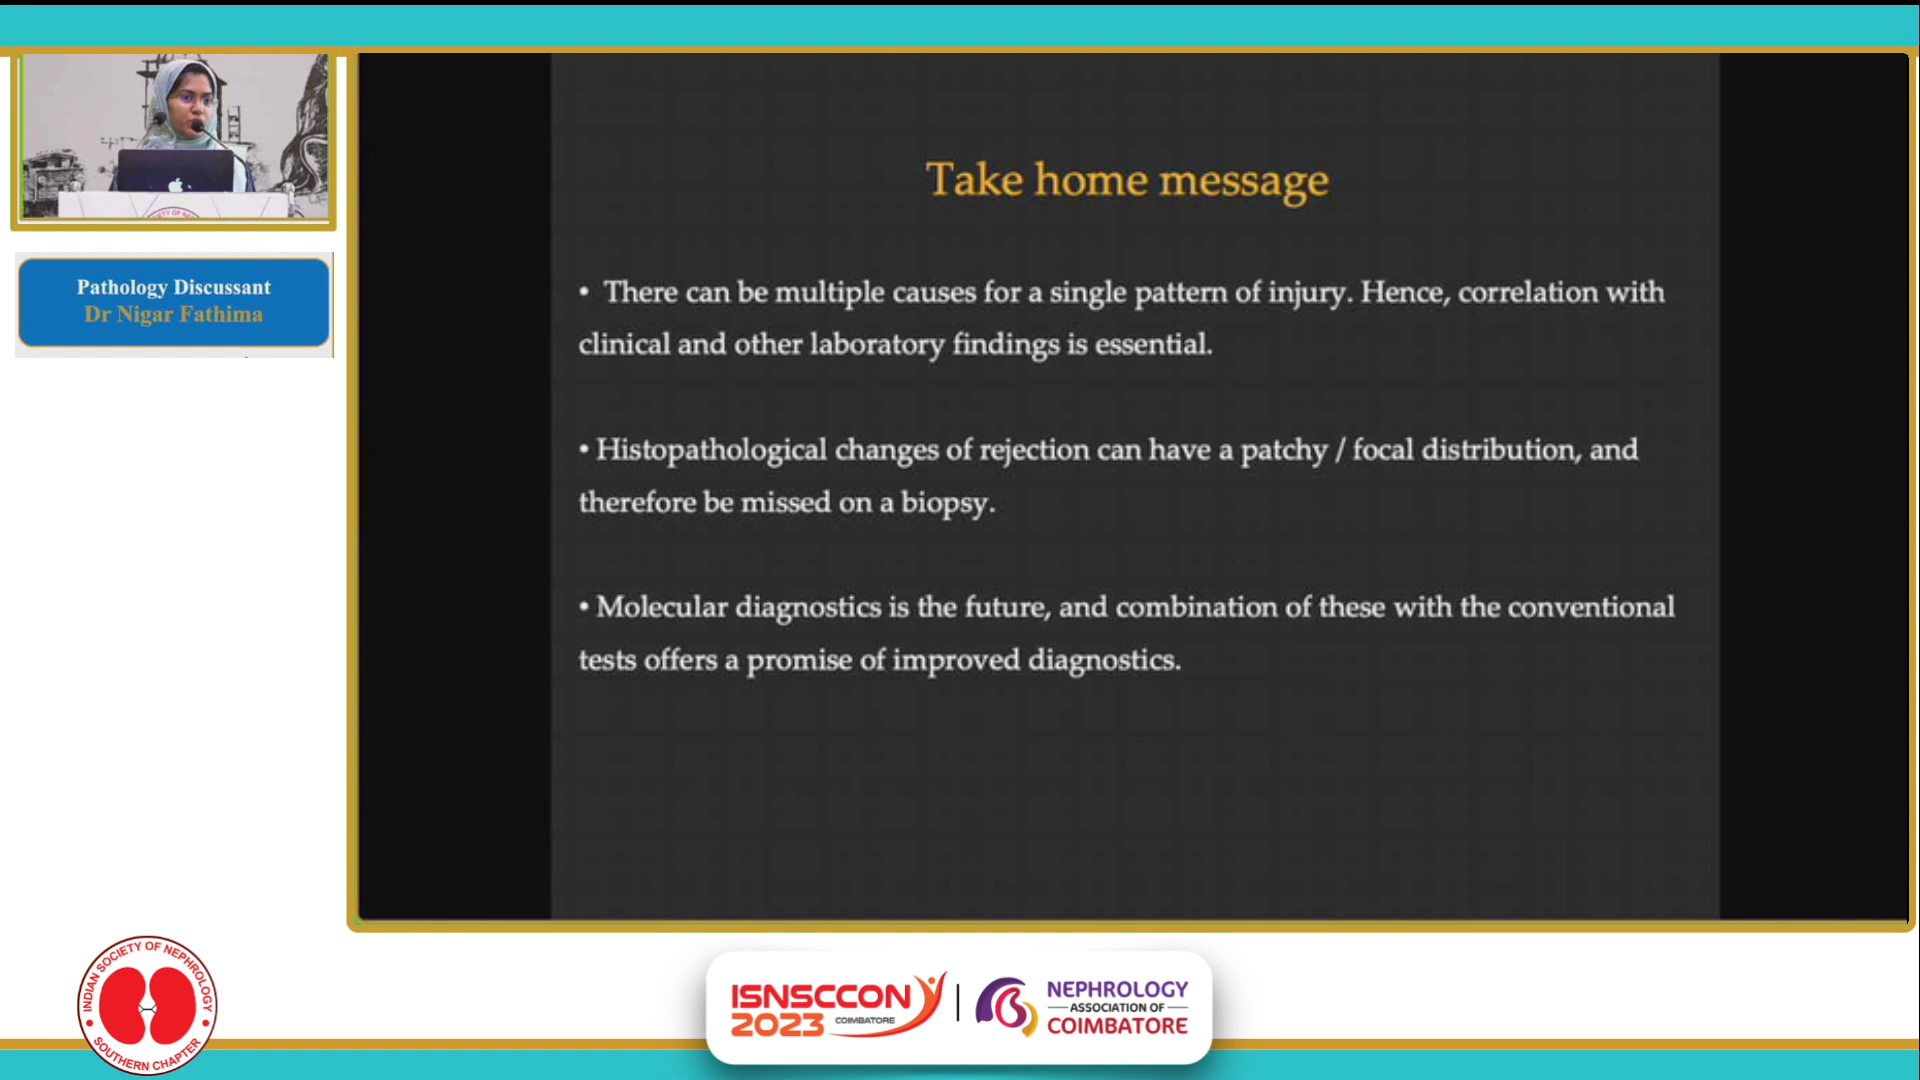 Pathology Discussant
Dr Nigar Fathima
Take home message
• There can be multiple causes for a single pattern of injury. Hence, correlation with
clinical and other laboratory findings is essential.
• Histopathological changes of rejection can have a patchy / focal distribution, and
therefore be missed on a biopsy.
• Molecular diagnostics is the future, and combination of these with the conventional
tests offers a promise of improved diagnostics.
INDIAN SOCIETY OF NEPHROLOGY
SOUTHERN CHAPTER
ISNSCCON
2023 COIMBATORE
NEPHROLOGY
ASSOCIATION OF
COIMBATORE